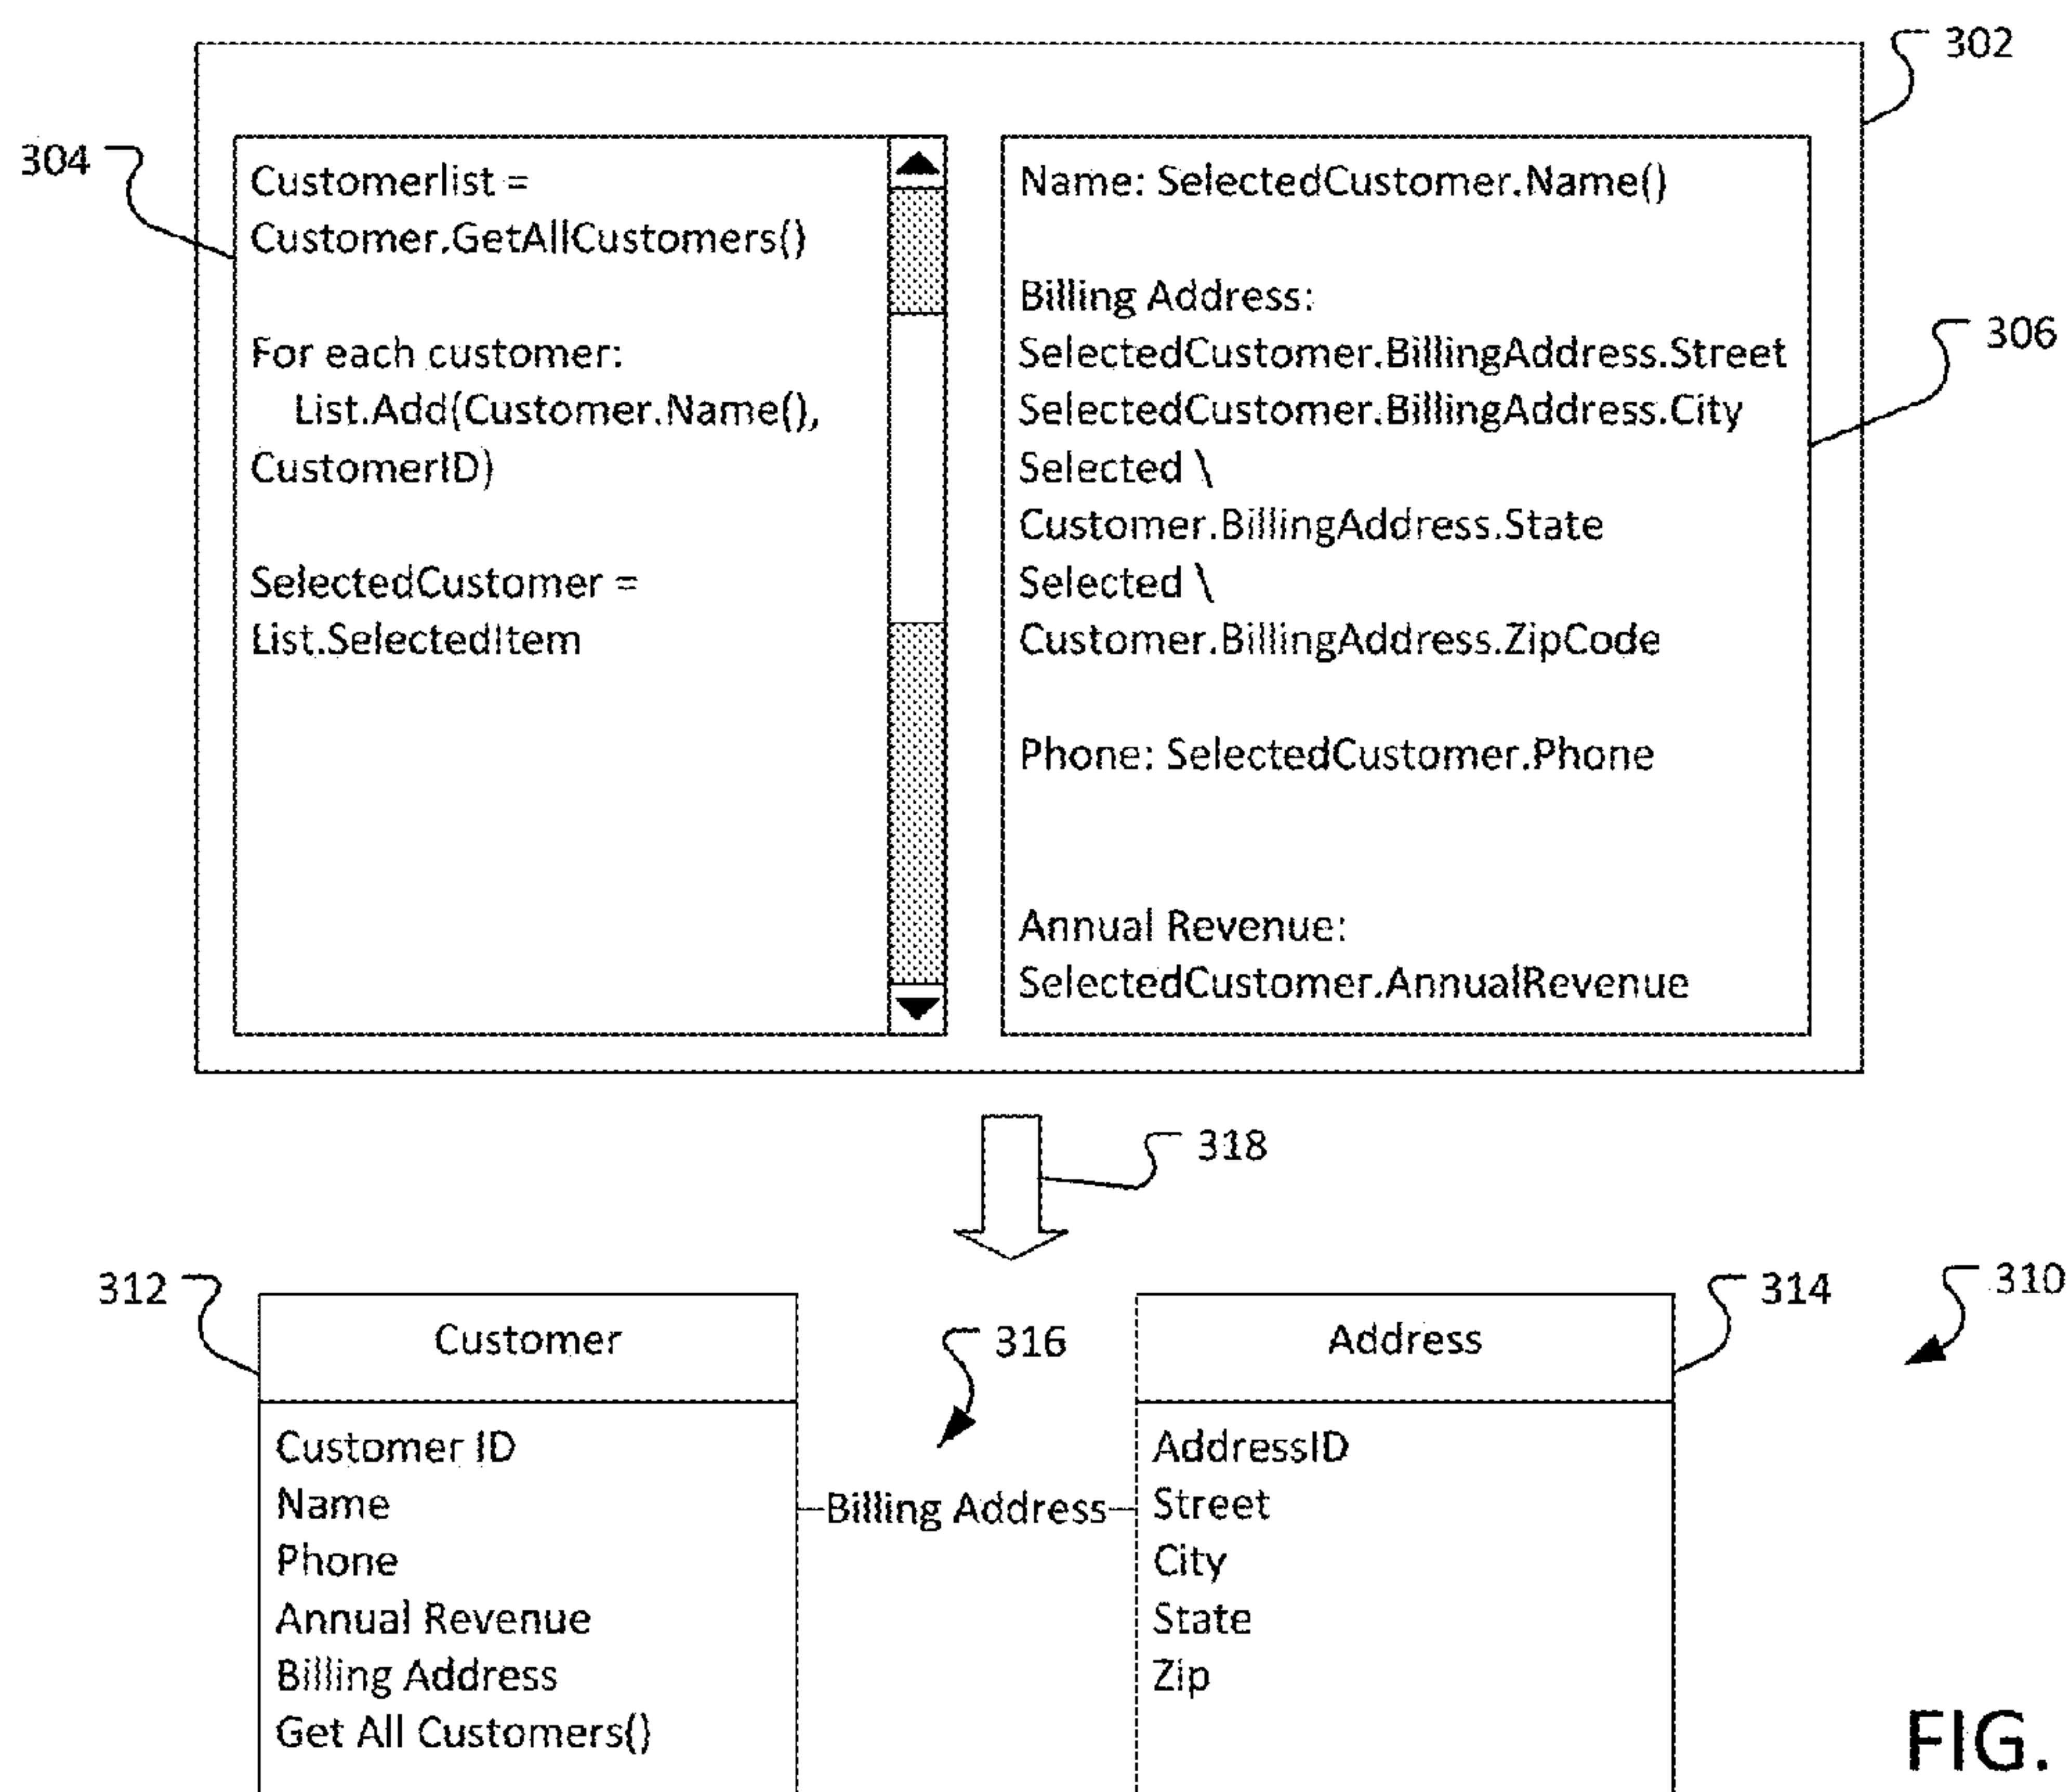 302
304
Customerlist =
Customer.GetAllCustomers()
For each customer:
List.Add(Customer.Name(),
CustomerID)
SelectedCustomer =
List.SelectedItem
Name: SelectedCustomer.Name()
Billing Address:
SelectedCustomer.BillingAddress.Street
SelectedCustomer.BillingAddress.City
Selected \
Customer.BillingAddress.State
Selected \
Customer.BillingAddress.ZipCode
Phone: SelectedCustomer.Phone
Annual Revenue:
SelectedCustomer.AnnualRevenue
306
318
312
Customer
Customer ID
Name
Phone
Annual Revenue
Billing Address
Get All Customers()
316
Billing Address
Address
AddressID
Street
City
State
Zip
314
310
FIG.